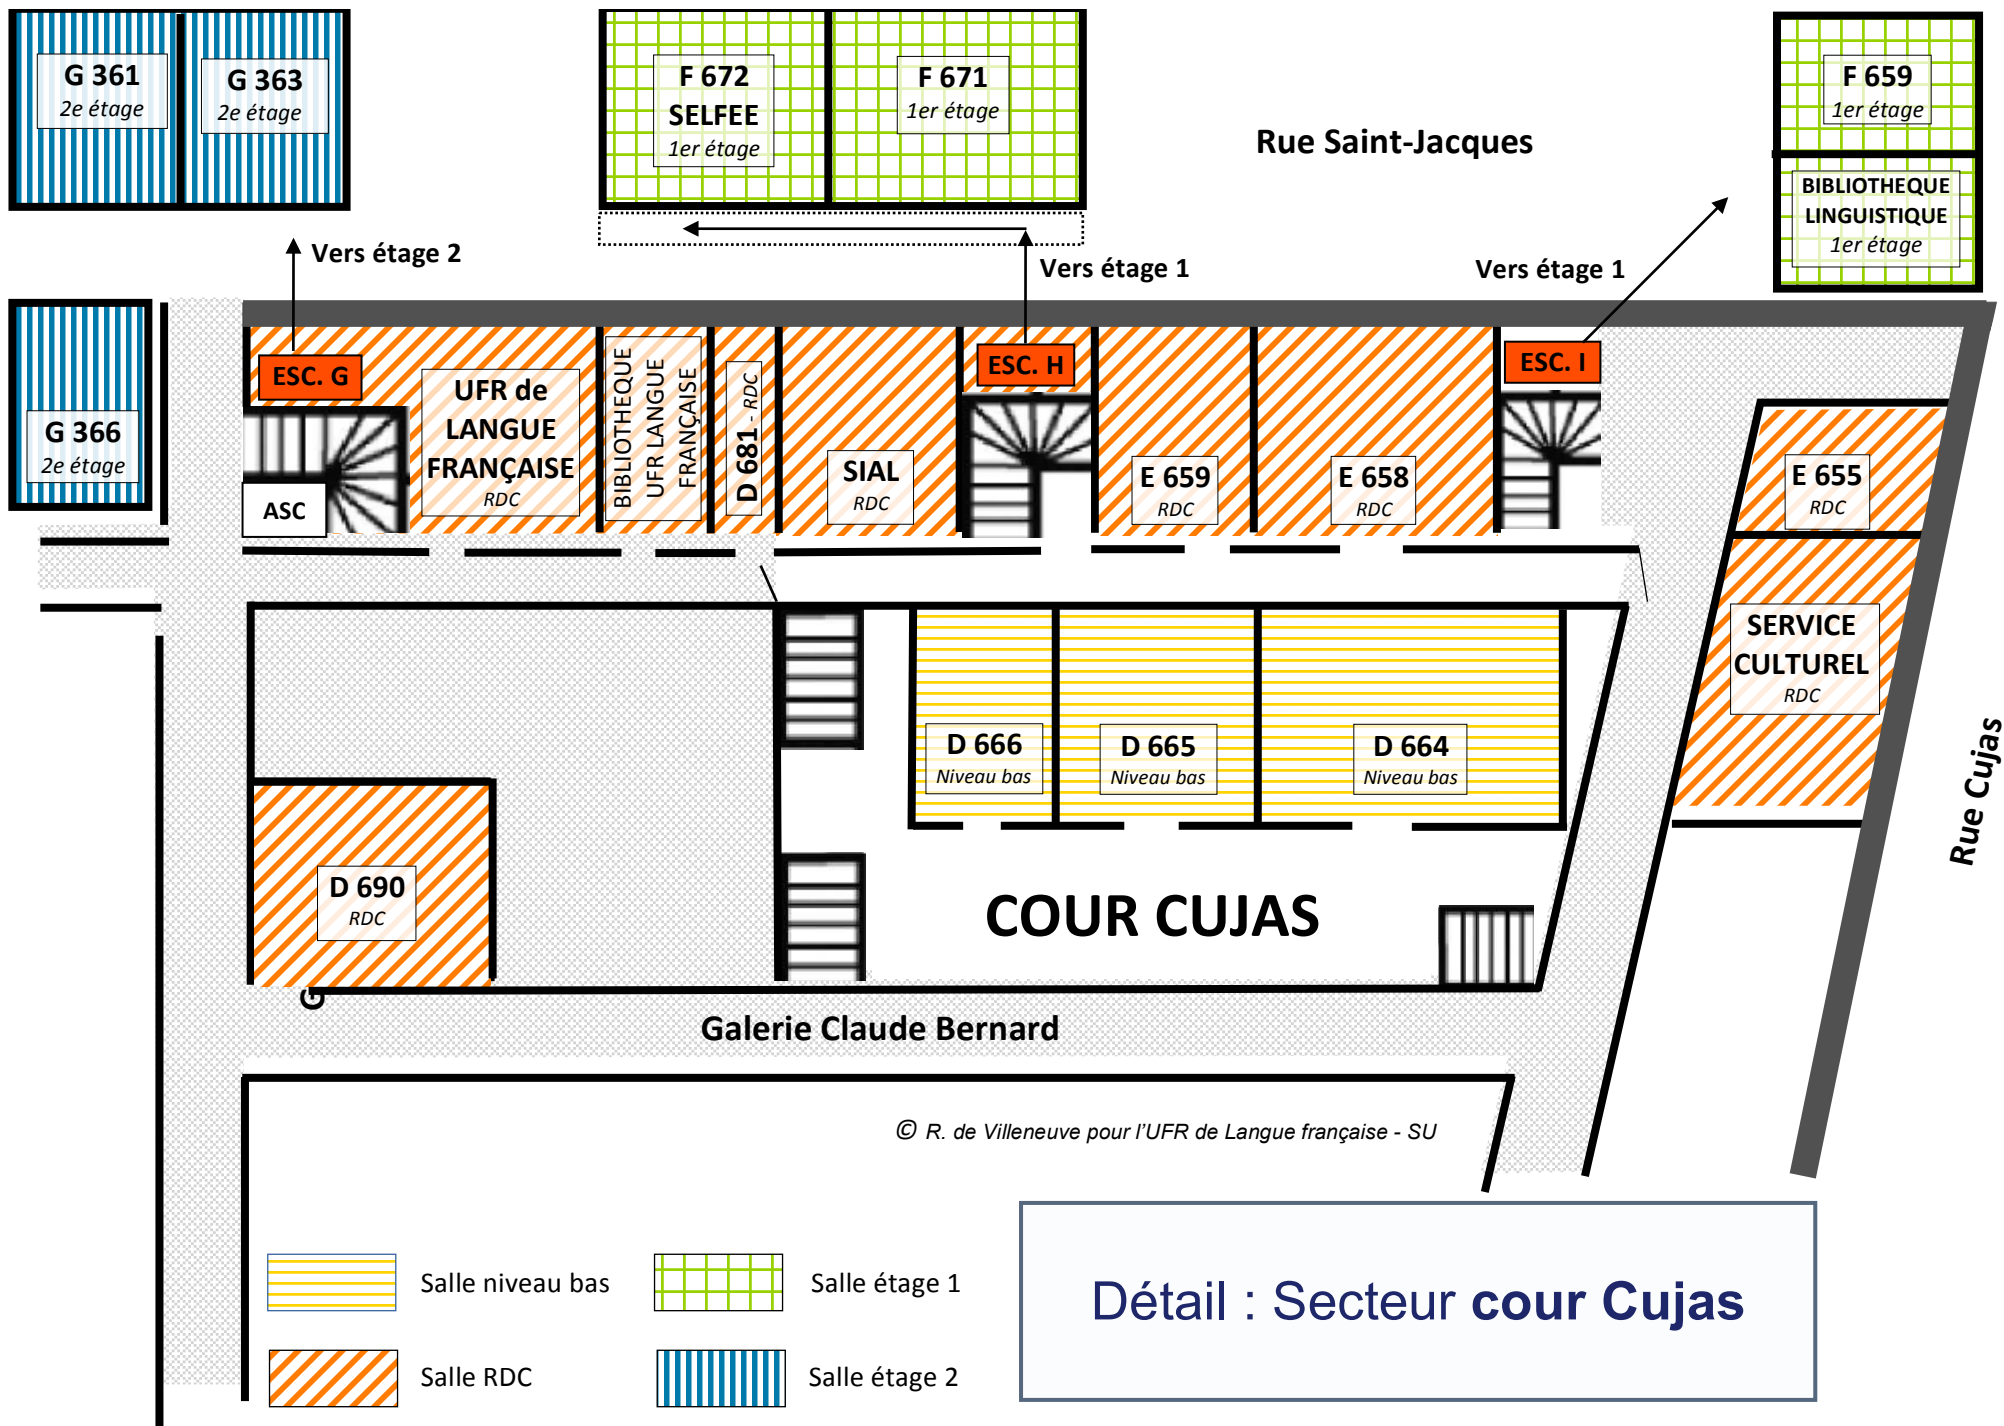 G 361
2e étage
G 363
2e étage
F 672
SELFEE
1er étage
F 671
1er étage
Rue Saint-Jacques
F 659
1er étage
BIBLIOTHEQUE
LINGUISTIQUE
1er étage
Vers étage 2
Vers étage 1
Vers étage 1
G 366
2e étage
ESC. G
ASC
UFR de
LANGUE
FRANÇAISE
RDC
BIBLIOTHEQUE
UFR LANGUE
FRANÇAISE
D 681 - RDC
SIAL
RDC
ESC. H
E 659
RDC
E 658
RDC
ESC. I
E 655
RDC
SERVICE
CULTUREL
RDC
D 666
Niveau bas
D 665
Niveau bas
D 664
Niveau bas
Rue Cujas
D 690
RDC
COUR CUJAS
G
Galerie Claude Bernard
© R. de Villeneuve pour l’UFR de Langue française - SU
Salle niveau bas
Salle étage 1
Salle RDC
Salle étage 2
Détail : Secteur cour Cujas